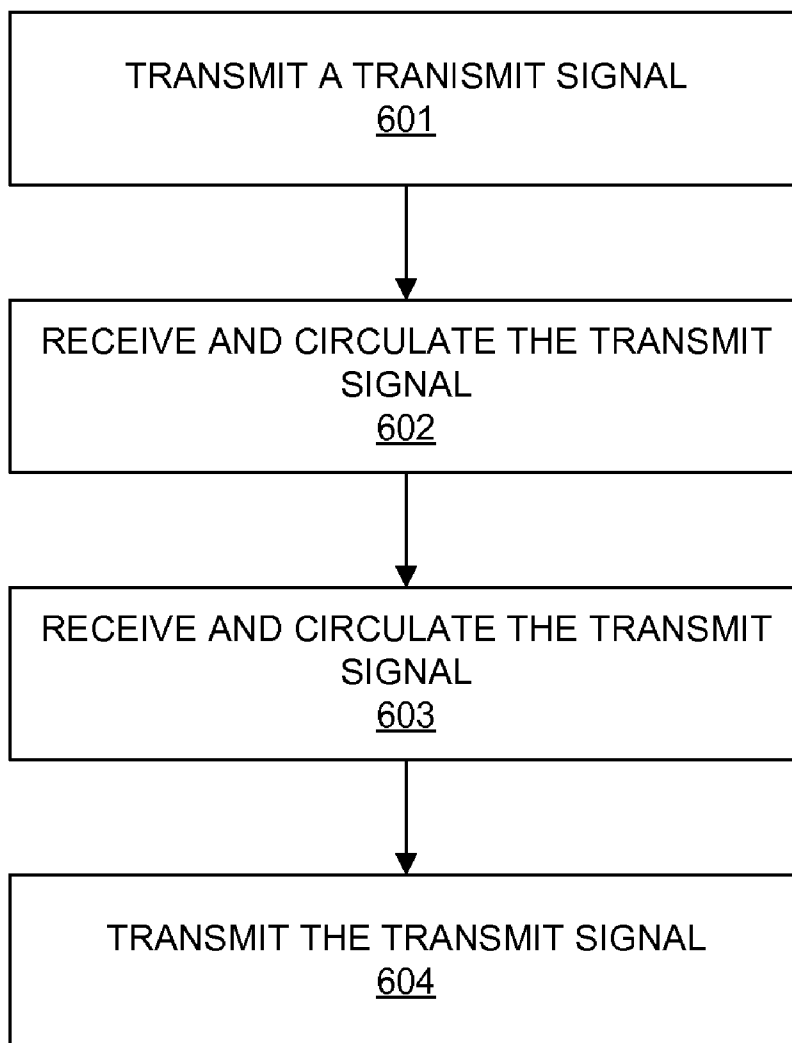 TRANSMIT A TRANISMIT SIGNAL
601
RECEIVE AND CIRCULATE THE TRANSMIT
SIGNAL
602
RECEIVE AND CIRCULATE THE TRANSMIT
SIGNAL
603
TRANSMIT THE TRANSMIT SIGNAL
604